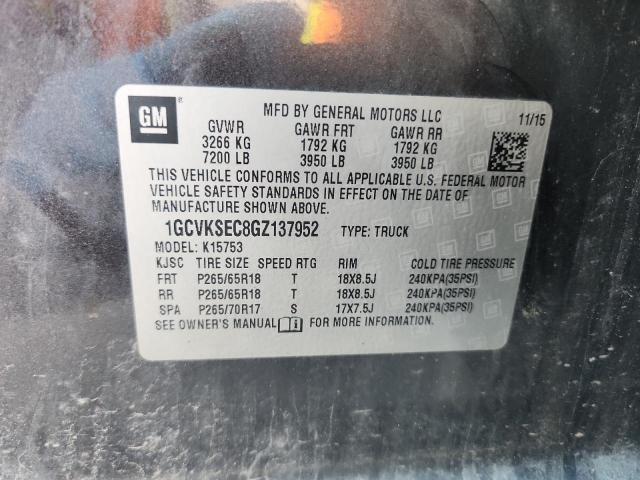 GM
MFD BY GENERAL MOTORS LLC 11/15
GVWR GAWR FRT GAWR RR
3266 KG 1792 KG 1792 KG
7200 LB 3950 LB 3950 LB
THIS VEHICLE CONFORMS TO ALL APPLICABLE U.S. FEDERAL MOTOR
VEHICLE SAFETY STANDARDS IN EFFECT ON THE DATE OF
MANUFACTURE SHOWN ABOVE.
1GCVKSEC8GZ137952 TYPE: TRUCK
MODEL: K15753
KJSC TIRE SIZE SPEED RTG RIM COLD TIRE PRESSURE
FRT P265/65R18 T 18X8.5J 240KPA(35PSI)
RR P265/65R18 T 18X8.5J 240KPA(35PSI)
SPA P265/70R17 S 17X7.5J 240KPA(35PSI)
SEE OWNER'S MANUAL FOR MORE INFORMATION.